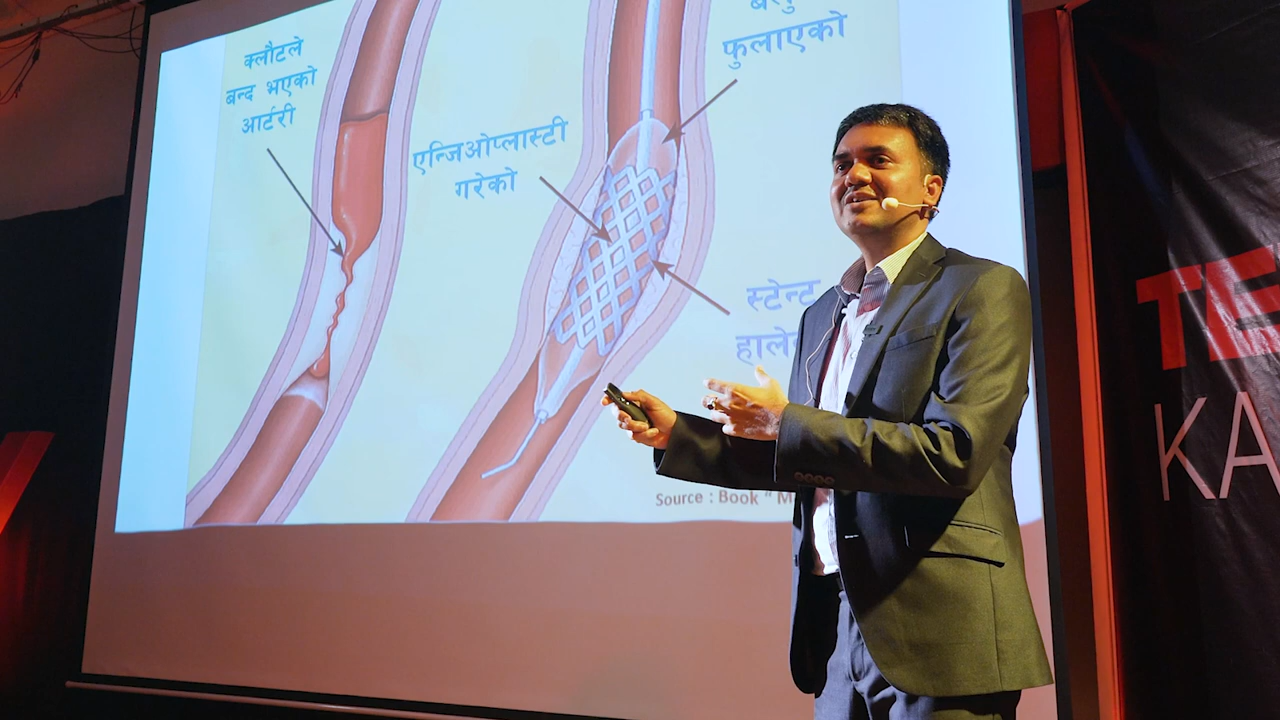 क्लौटले
बन्द भएको
आर्टरी
एन्जिओप्लास्टी
गरेको
फुलाएको
स्टेन्ट
Source : Book "
TE
KA